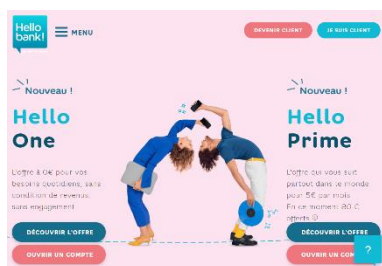 Hello
bank!
MENU
DEVENIR CLIENT
JE SUIS CLIENT
Nouveau !
Hello
One
L'offre à 0€ pour vos
besoins quotidiens, sans
condition de revenus,
sans engagement
DÉCOUVRIR L'OFFRE
OUVRIR UN COMPTE
Nouveau !
Hello
Prime
L'offre qui vous suit
partout dans le monde
pour 5€ par mois.
En ce moment 80 €
offerts
DÉCOUVRIR L'OFFRE
OUVRIR UN COM
?